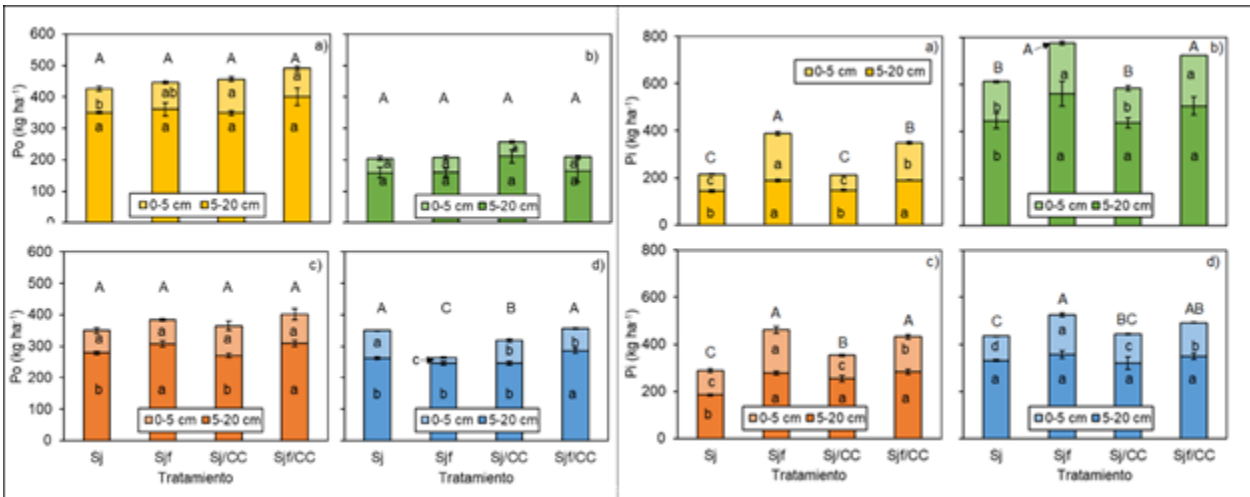 600
500
400
300
200
100
0
Po (kg ha⁻¹)
a)
A A A A
b ab a a
a a a a
0-5 cm 5-20 cm
b)
A A A A
a a a a
a a a a
0-5 cm 5-20 cm
600
500
400
300
200
100
0
Po (kg ha⁻¹)
c)
A A A A
a a a a
b a b a
0-5 cm 5-20 cm
Sj Sjf Sj/CC Sjf/CC
Tratamiento
d)
A C B A
a c b b
b b b a
0-5 cm 5-20 cm
Sj Sjf Sj/CC Sjf/CC
Tratamiento
800
600
400
200
0
Pi (kg ha⁻¹)
a)
0-5 cm 5-20 cm
C A C B
c a c b
b a b a
b)
B A B A
b a b a
b a a a
0-5 cm 5-20 cm
800
600
400
200
0
Pi (kg ha⁻¹)
c)
C A B A
c a c b
b a a a
0-5 cm 5-20 cm
Sj Sjf Sj/CC Sjf/CC
Tratamiento
d)
C A BC AB
d a c b
a a a a
0-5 cm 5-20 cm
Sj Sjf Sj/CC Sjf/CC
Tratamiento